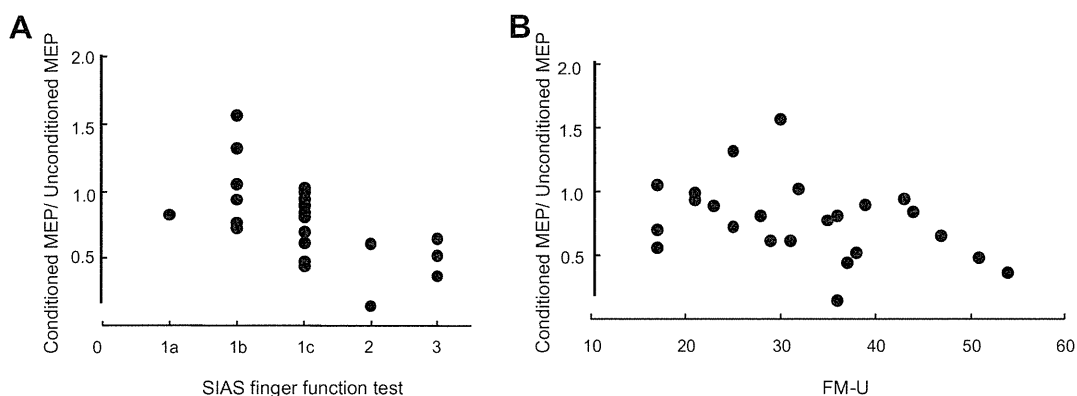 A
Conditioned MEP/ Unconditioned MEP
2.0
1.5
1.0
0.5
0 1a 1b 1c 2 3
SIAS finger function test
B
Conditioned MEP/ Unconditioned MEP
2.0
1.5
1.0
0.5
10 20 30 40 50 60
FM-U